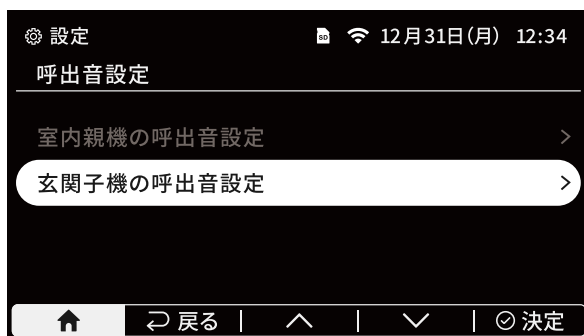 設定 SD 12月31日(月) 12:34
呼出音設定
室内親機の呼出音設定
玄関子機の呼出音設定
戻る 決定